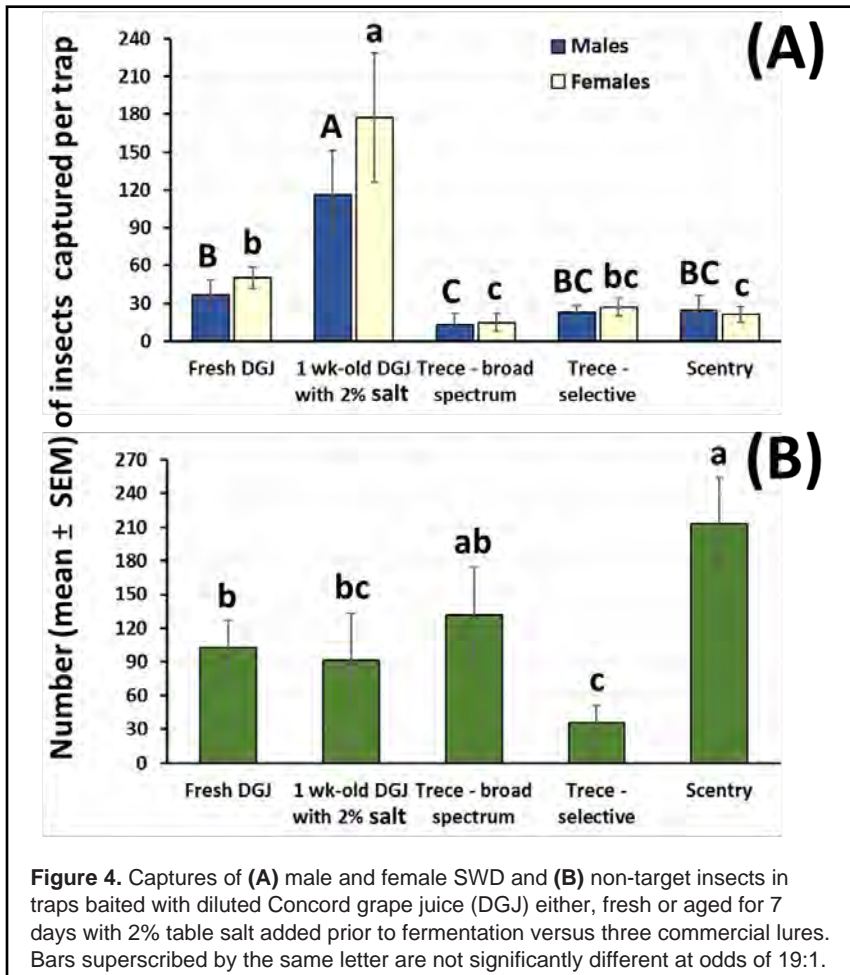 Number (mean ± SEM) of insects captured per trap
(A)
240
210
180
150
120
90
60
30
0
Males
Females
B
b
A
a
C
c
BC
bc
BC
c
Fresh DGJ
1 wk-old DGJ
with 2% salt
Trece - broad
spectrum
Trece -
selective
Scentry
(B)
270
240
210
180
150
120
90
60
30
0
b
bc
ab
c
a
Fresh DGJ
1 wk-old DGJ
with 2% salt
Trece - broad
spectrum
Trece -
selective
Scentry
Figure 4. Captures of (A) male and female SWD and (B) non-target insects in
traps baited with diluted Concord grape juice (DGJ) either, fresh or aged for 7
days with 2% table salt added prior to fermentation versus three commercial lures.
Bars superscribed by the same letter are not significantly different at odds of 19:1.